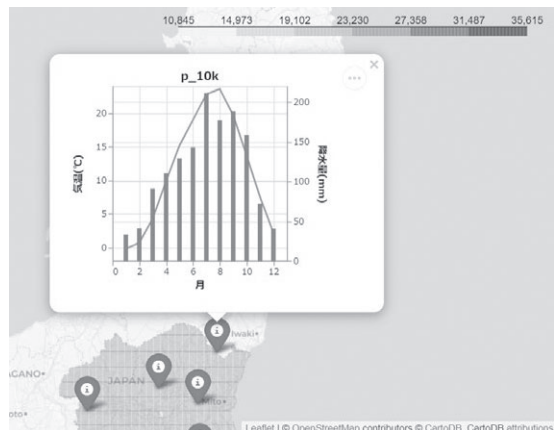 10,845 14,973 19,102 23,230 27,358 31,487 35,615
×
p_10k
20
15
10
5
0
気温(℃)
200
150
100
50
0
降水量(mm)
0 2 4 6 8 10 12
月
Iwaki
JAPAN
Mito
Leaflet | © OpenStreetMap contributors © CartoDB, CartoDB attributions